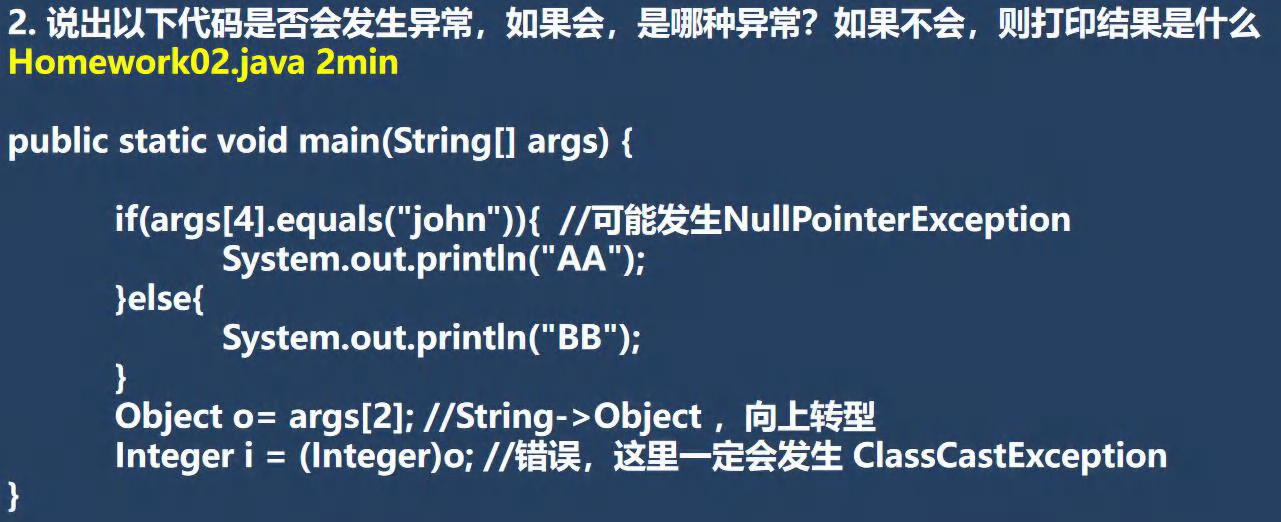 2. 说出以下代码是否会发生异常，如果会，是哪种异常？如果不会，则打印结果是什么
Homework02.java 2min
public static void main(String[] args) {
if(args[4].equals("john")){ //可能发生NullPointerException
System.out.println("AA");
}else{
System.out.println("BB");
}
Object o= args[2]; //String->Object ，向上转型
Integer i = (Integer)o; //错误，这里一定会发生 ClassCastException
}